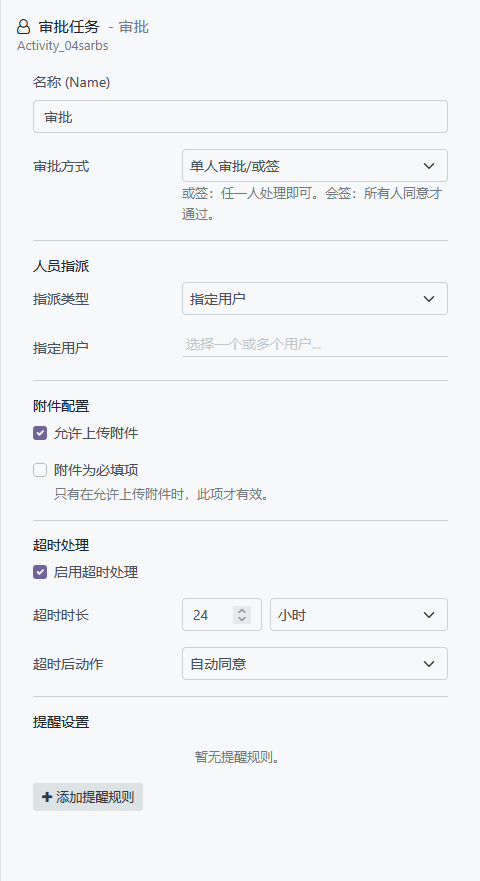 审批任务 - 审批
Activity_04sarbs
名称 (Name)
审批
审批方式
单人审批/或签
或签：任一人处理即可。会签：所有人同意才
通过。
人员指派
指派类型
指定用户
指定用户
选择一个或多个用户...
附件配置
允许上传附件
附件为必填项
只有在允许上传附件时，此项才有效。
超时处理
启用超时处理
超时时长
24
小时
超时后动作
自动同意
提醒设置
暂无提醒规则。
添加提醒规则